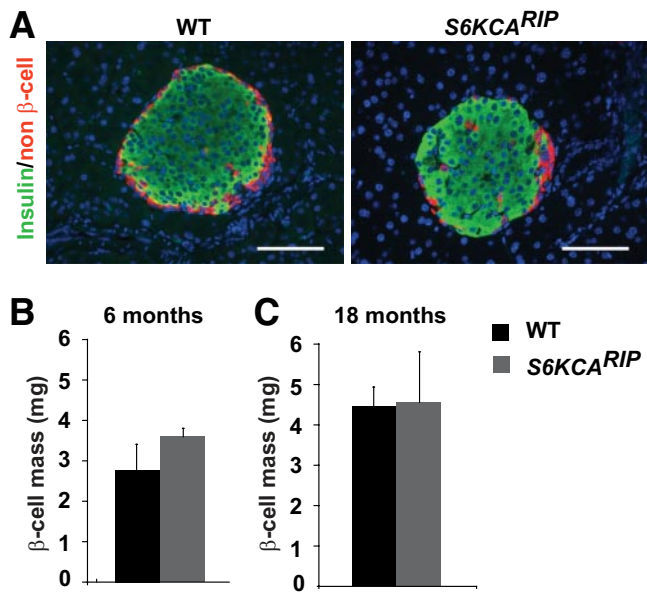 A
WT
S6KCA^RIP
Insulin/non β-cell
B
6 months
β-cell mass (mg)
6
5
4
3
2
1
0
C
18 months
β-cell mass (mg)
6
5
4
3
2
1
0
WT
S6KCA^RIP